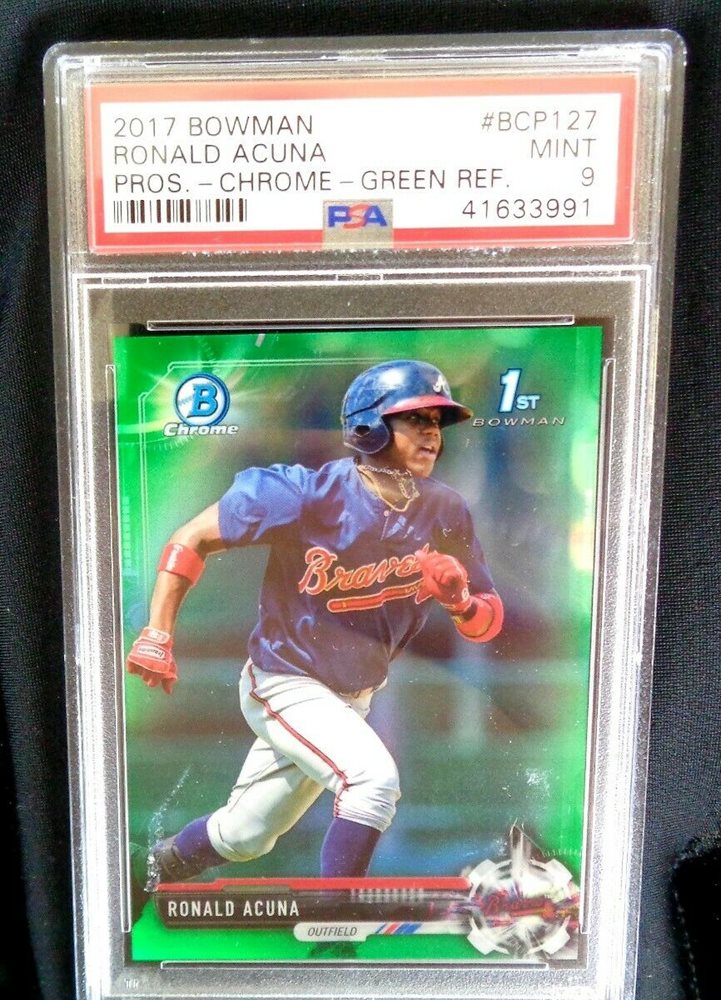 2017 BOWMAN #BCP127
RONALD ACUNA MINT
PROS. - CHROME - GREEN REF. 9
PSA 41633991
B
Chrome
1ST
BOWMAN
A
Braves
Braves
RONALD ACUNA
OUTFIELD